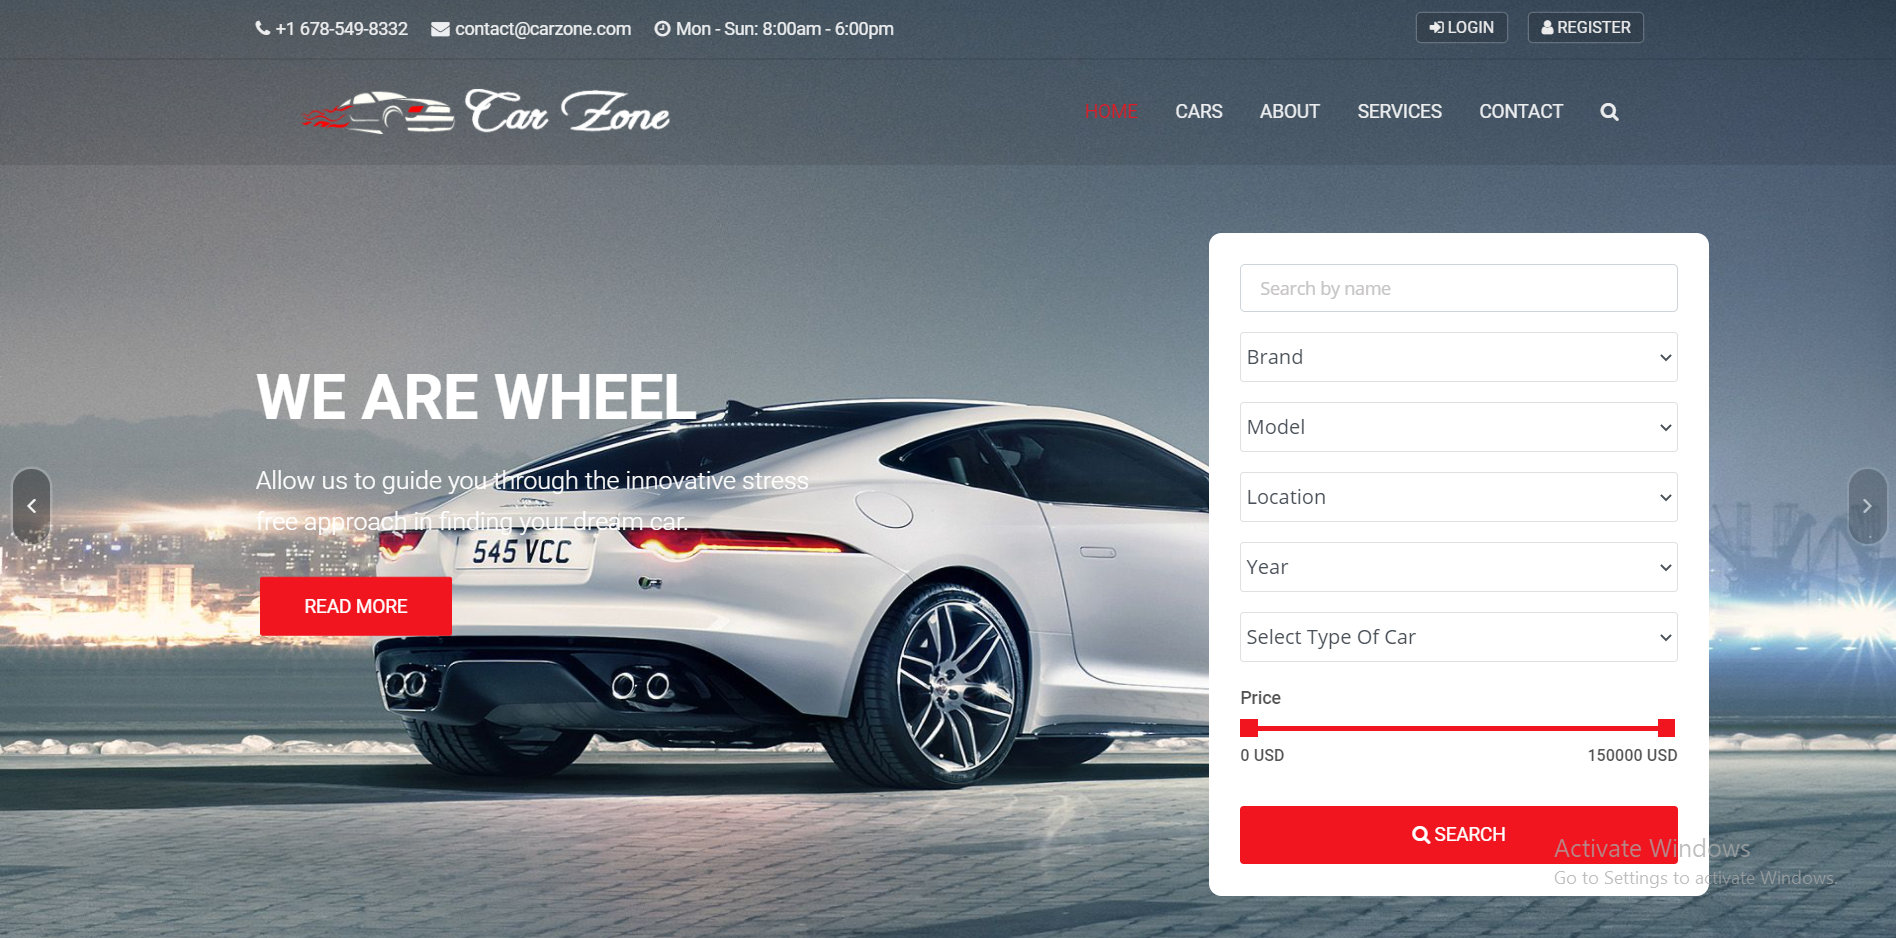 +1 678-549-8332 contact@carzone.com Mon - Sun: 8:00am - 6:00pm LOGIN REGISTER
Car Zone HOME CARS ABOUT SERVICES CONTACT
Search by name
Brand
Model
Location
Year
Select Type Of Car
Price
0 USD 150000 USD
SEARCH
WE ARE WHEEL
Allow us to guide you through the innovative stress
free approach in finding your dream car.
545 VCC
READ MORE
Activate Windows
Go to Settings to activate Windows.